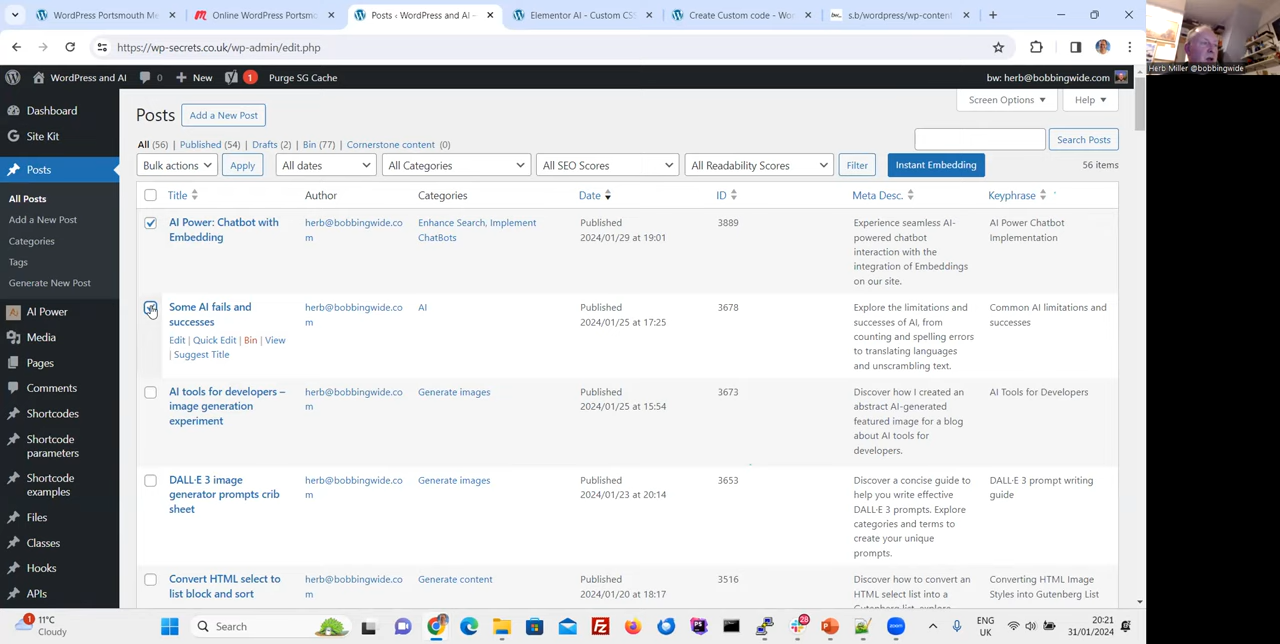 WordPress Portsmouth Me
Online WordPress Portsmou
Posts ‹ WordPress and AI –
Elementor AI - Custom CS
Create Custom code - Wo
s.b/wordpress/wp-content
https://wp-secrets.co.uk/wp-admin/edit.php
Herb Miller @bobbingwide
WordPress and AI
0
New
1
Purge SG Cache
bw: herb@bobbingwide.com
Dashboard
Site Kit
Posts
All Posts
Add a New Post
Categories
Tags
Generate New Post
AI Power
Media
Pages
Comments
Shortcodes
Shortcode
parameters
Shortcode
examples
Files
Classes
Hooks
APIs
Posts
Add a New Post
Screen Options
Help
All (56) | Published (54) | Drafts (2) | Bin (77) | Cornerstone content (0)
Search Posts
Bulk actions
Apply
All dates
All Categories
All SEO Scores
All Readability Scores
Filter
Instant Embedding
56 items
Title
Author
Categories
Date
ID
Meta Desc.
Keyphrase
AI Power: Chatbot with
Embedding
herb@bobbingwide.co
m
Enhance Search, Implement
ChatBots
Published
2024/01/29 at 19:01
3889
Experience seamless AI-
powered chatbot
interaction with the
integration of Embeddings
on our site.
AI Power Chatbot
Implementation
Some AI fails and
successes
Edit | Quick Edit | Bin | View
| Suggest Title
herb@bobbingwide.co
m
AI
Published
2024/01/25 at 17:25
3678
Explore the limitations and
successes of AI, from
counting and spelling errors
to translating languages
and unscrambling text.
Common AI limitations and
successes
AI tools for developers –
image generation
experiment
herb@bobbingwide.co
m
Generate images
Published
2024/01/25 at 15:54
3673
Discover how I created an
abstract AI-generated
featured image for a blog
about AI tools for
developers.
AI Tools for Developers
DALL·E 3 image
generator prompts crib
sheet
herb@bobbingwide.co
m
Generate images
Published
2024/01/23 at 20:14
3653
Discover a concise guide to
help you write effective
DALL·E 3 prompts. Explore
categories and terms to
create your unique
prompts.
DALL·E 3 prompt writing
guide
Convert HTML select to
list block and sort
herb@bobbingwide.co
m
Generate content
Published
2024/01/20 at 18:17
3516
Discover how to convert an
HTML select list into a
Gutenberg list, explore
Converting HTML Image
Styles into Gutenberg List
1
11°C
Cloudy
Search
28
zoom
ENG
UK
20:21
31/01/2024